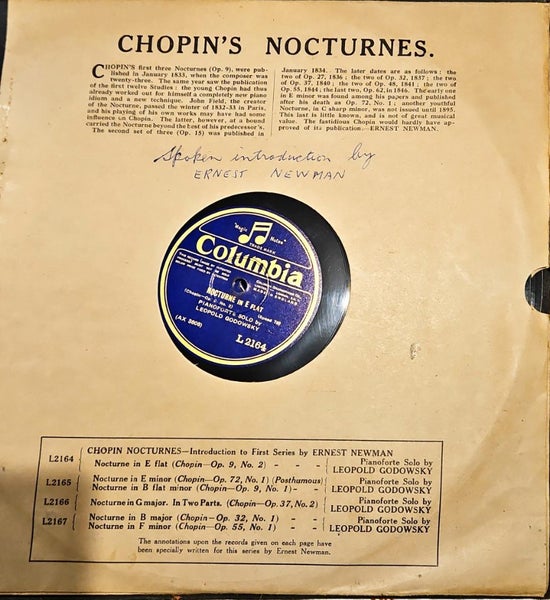 CHOPIN'S NOCTURNES.
CHOPIN'S first three Nocturnes (Op. 9), were pub-
lished in January 1833, when the composer was
twenty-three. The same year saw the publication
of the first twelve Studies : the young Chopin had thus
already worked out for himself a completely new piano
idiom and a new technique. John Field, the creator
of the Nocturne, passed the winter of 1832-33 in Paris,
and his playing of his own works may have had some
influence on Chopin. The latter, however, at a bound
carried the Nocturne beyond the best of his predecessor's.
The second set of three (Op. 15) was published in
January 1834. The later dates are as follows : the
two of Op. 27, 1836 ; the two of Op. 32, 1837 ; the two
of Op. 37, 1840 ; the two of Op. 48, 1841 ; the two of
Op. 55, 1844 ; the last two, Op. 62, in 1846. The early one
in E minor was found among his papers and published
after his death as Op. 72, No. 1 ; another youthful
Nocturne, in C sharp minor, was not issued until 1895.
This last is little known, and is not of great musical
value. The fastidious Chopin would hardly have ap-
proved of its publication.—ERNEST NEWMAN.
Spoken introduction by
ERNEST NEWMAN
"Magic Notes"
TRADE MARK
Columbia
MADE IN ENGLAND
NOCTURNE IN E FLAT
(Chopin—Op. 9, No. 2)
PIANOFORTE SOLO by
LEOPOLD GODOWSKY
(AX 3808)
L 2164
L2164
CHOPIN NOCTURNES—Introduction to First Series by ERNEST NEWMAN
Nocturne in E flat (Chopin—Op. 9, No. 2) - - - Pianoforte Solo by LEOPOLD GODOWSKY
L2165
Nocturne in E minor (Chopin—Op. 72, No. 1) (Posthumous)
Nocturne in B flat minor (Chopin—Op. 9, No. 1) - - Pianoforte Solo by LEOPOLD GODOWSKY
L2166
Nocturne in G major. In Two Parts. (Chopin—Op. 37, No. 2) Pianoforte Solo by LEOPOLD GODOWSKY
L2167
Nocturne in B major (Chopin—Op. 32, No. 1) - -
Nocturne in F minor (Chopin—Op. 55, No. 1) - - Pianoforte Solo by LEOPOLD GODOWSKY
The annotations upon the records given on each page have
been specially written for this series by Ernest Newman.